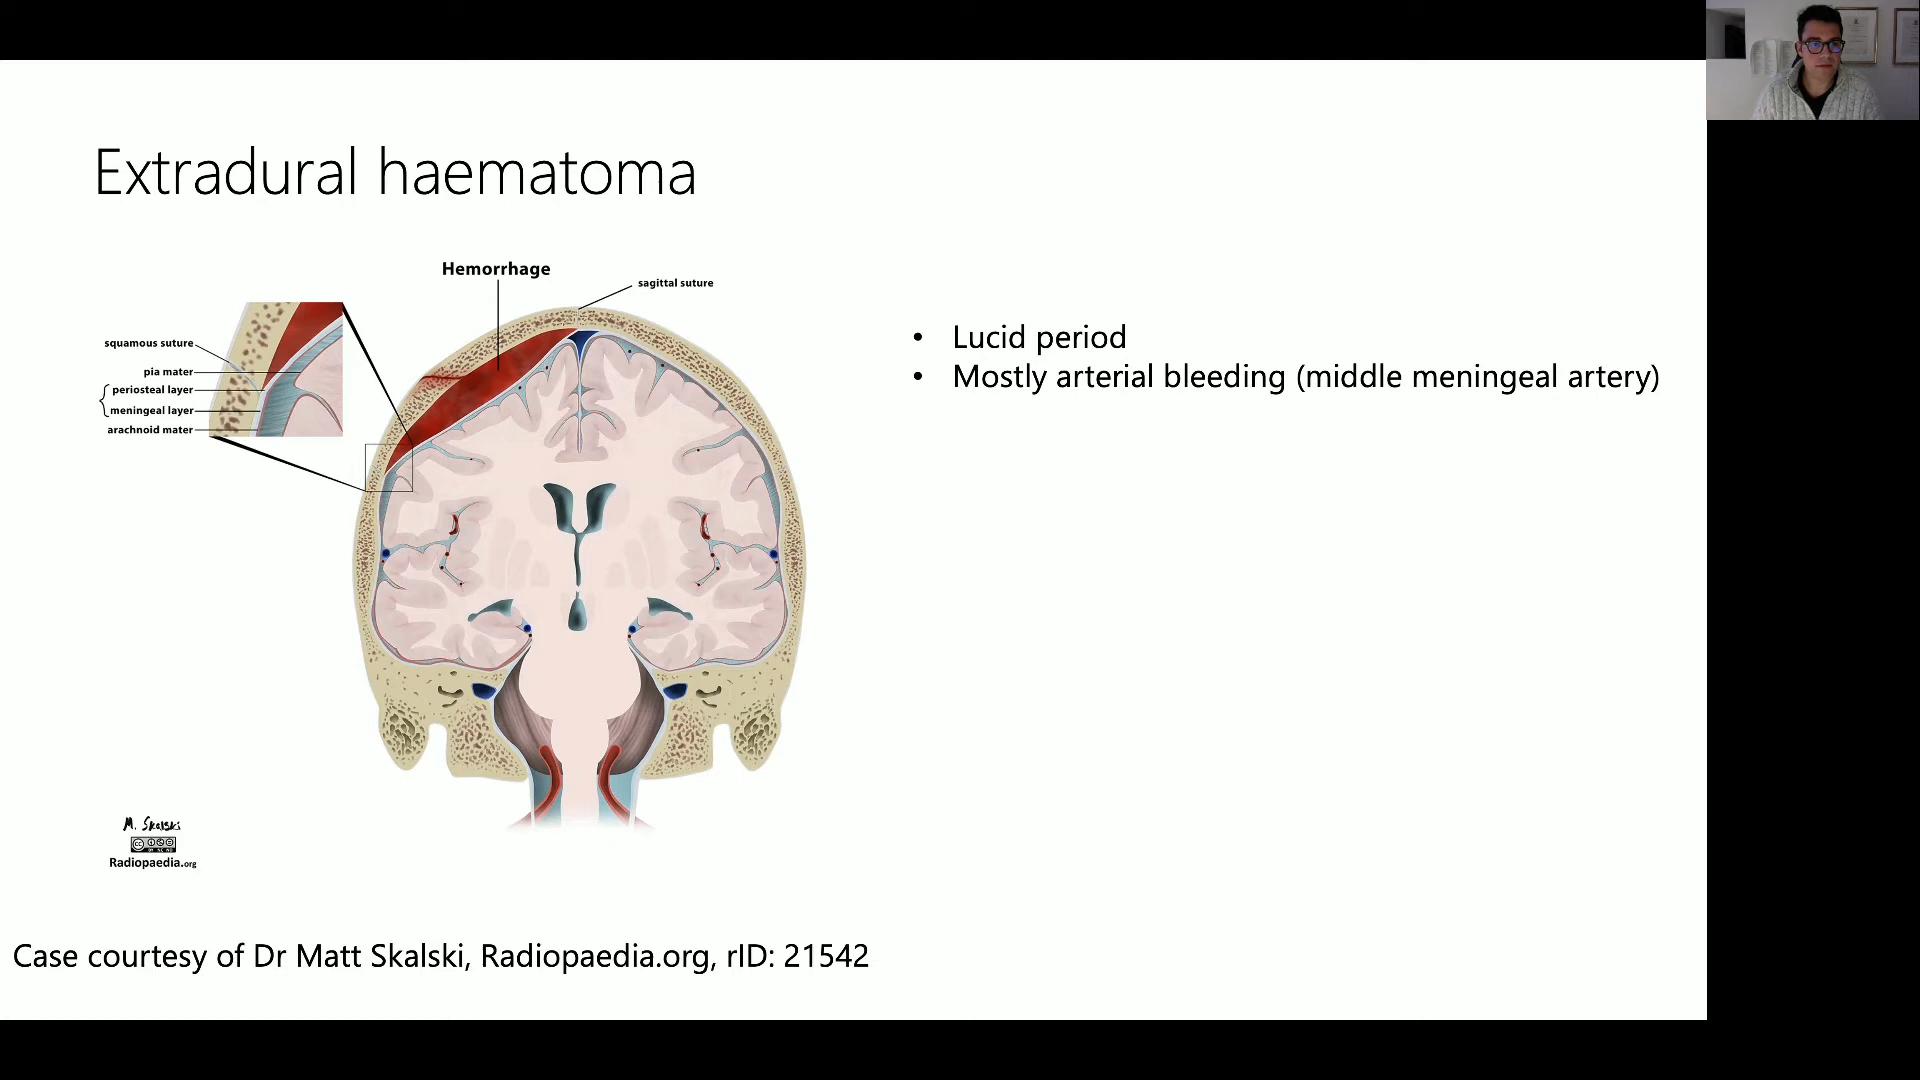 Extradural haematoma
Hemorrhage
sagittal suture
squamous suture
pia mater
periosteal layer
meningeal layer
arachnoid mater
• Lucid period
• Mostly arterial bleeding (middle meningeal artery)
M. Skalski
Radiopaedia.org
Case courtesy of Dr Matt Skalski, Radiopaedia.org, rID: 21542